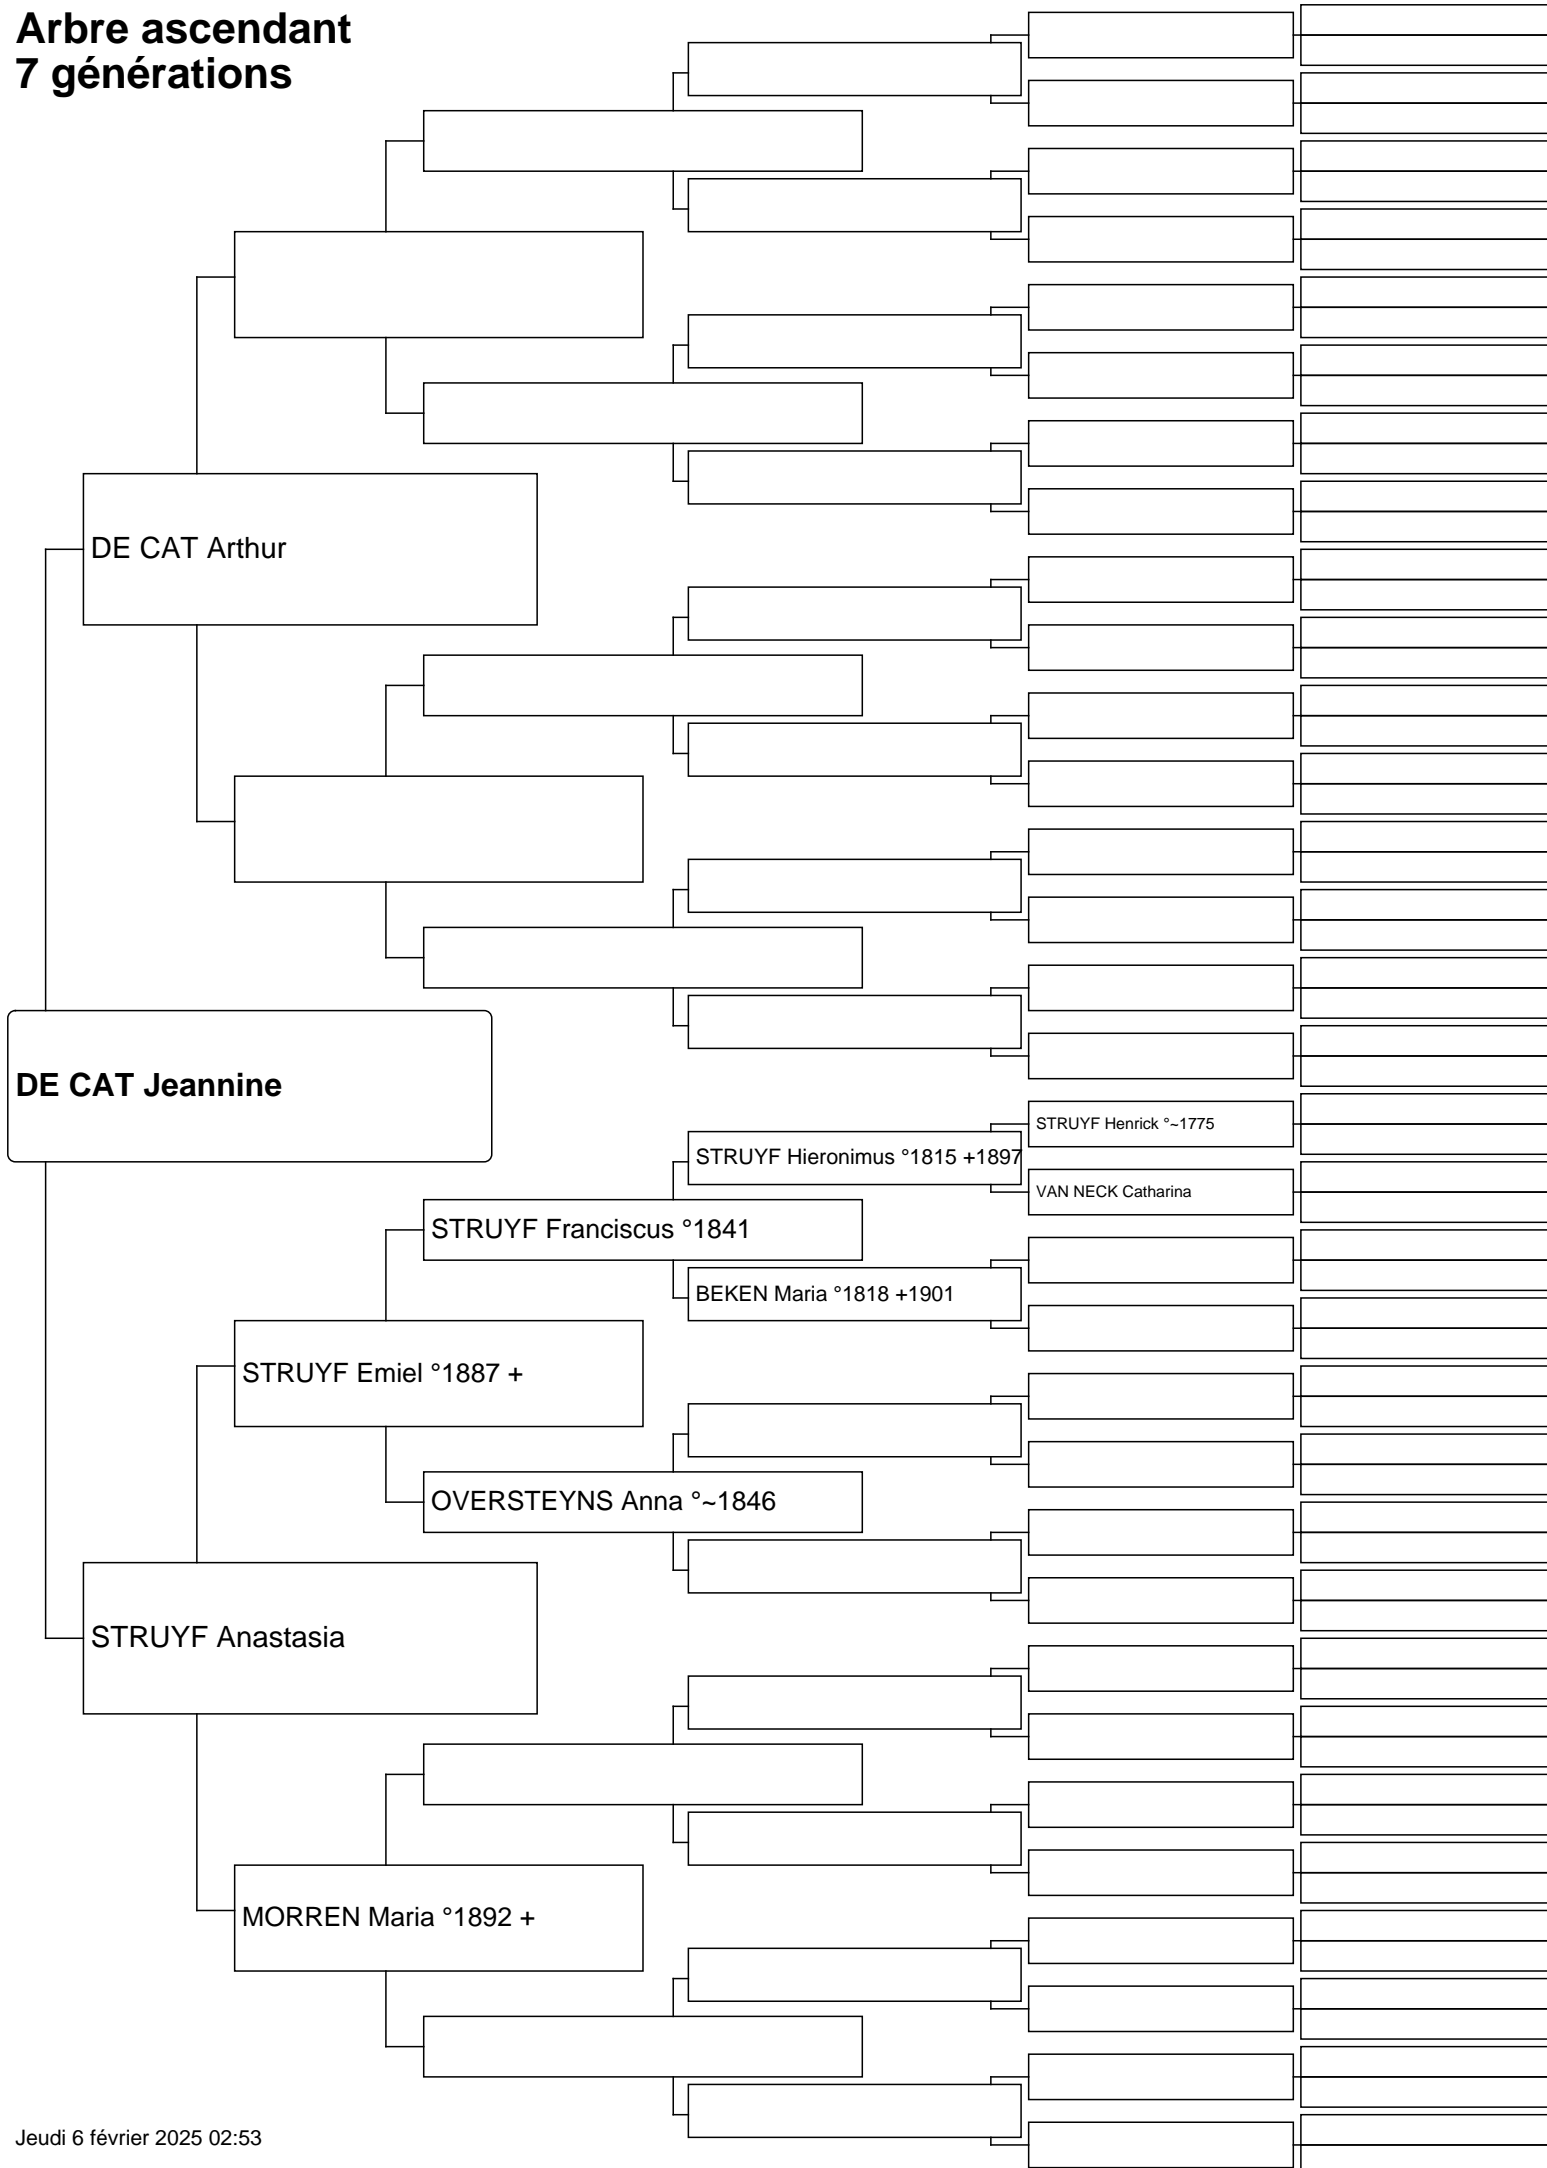 Arbre ascendant
7 générations
DE CAT Arthur
DE CAT Jeannine
STRUYF Henrick °~1775
STRUYF Hieronimus °1815 +1897
VAN NECK Catharina
STRUYF Franciscus °1841
BEKEN Maria °1818 +1901
STRUYF Emiel °1887 +
OVERSTEYNS Anna °~1846
STRUYF Anastasia
MORREN Maria °1892 +
Jeudi 6 février 2025 02:53